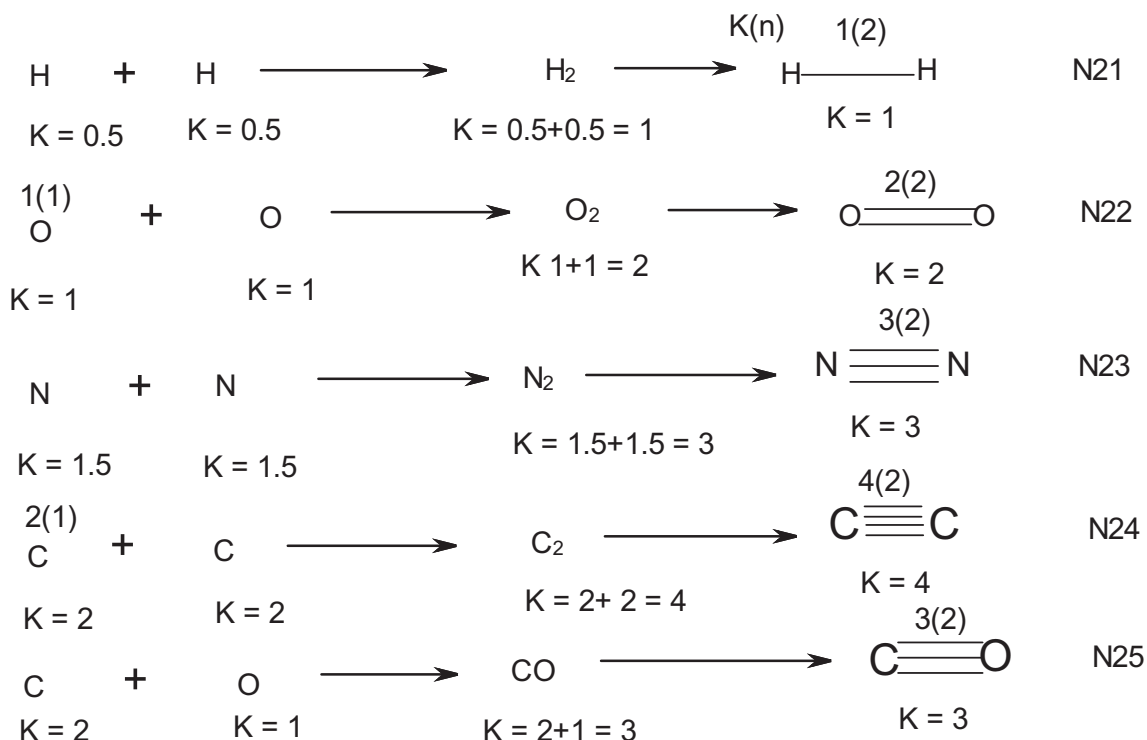 K(n) 1(2)
H + H H₂ H H N21
K = 0.5 K = 0.5 K = 0.5+0.5 = 1 K = 1
1(1) 2(2)
O + O O₂ O O N22
K = 1 K = 1 K 1+1 = 2 K = 2
3(2)
N + N N₂ N N N23
K = 1.5 K = 1.5 K = 1.5+1.5 = 3 K = 3
2(1) 4(2)
C + C C₂ C C N24
K = 2 K = 2 K = 2+ 2 = 4 K = 4
3(2)
C + O CO C O N25
K = 2 K = 1 K = 2+1 = 3 K = 3